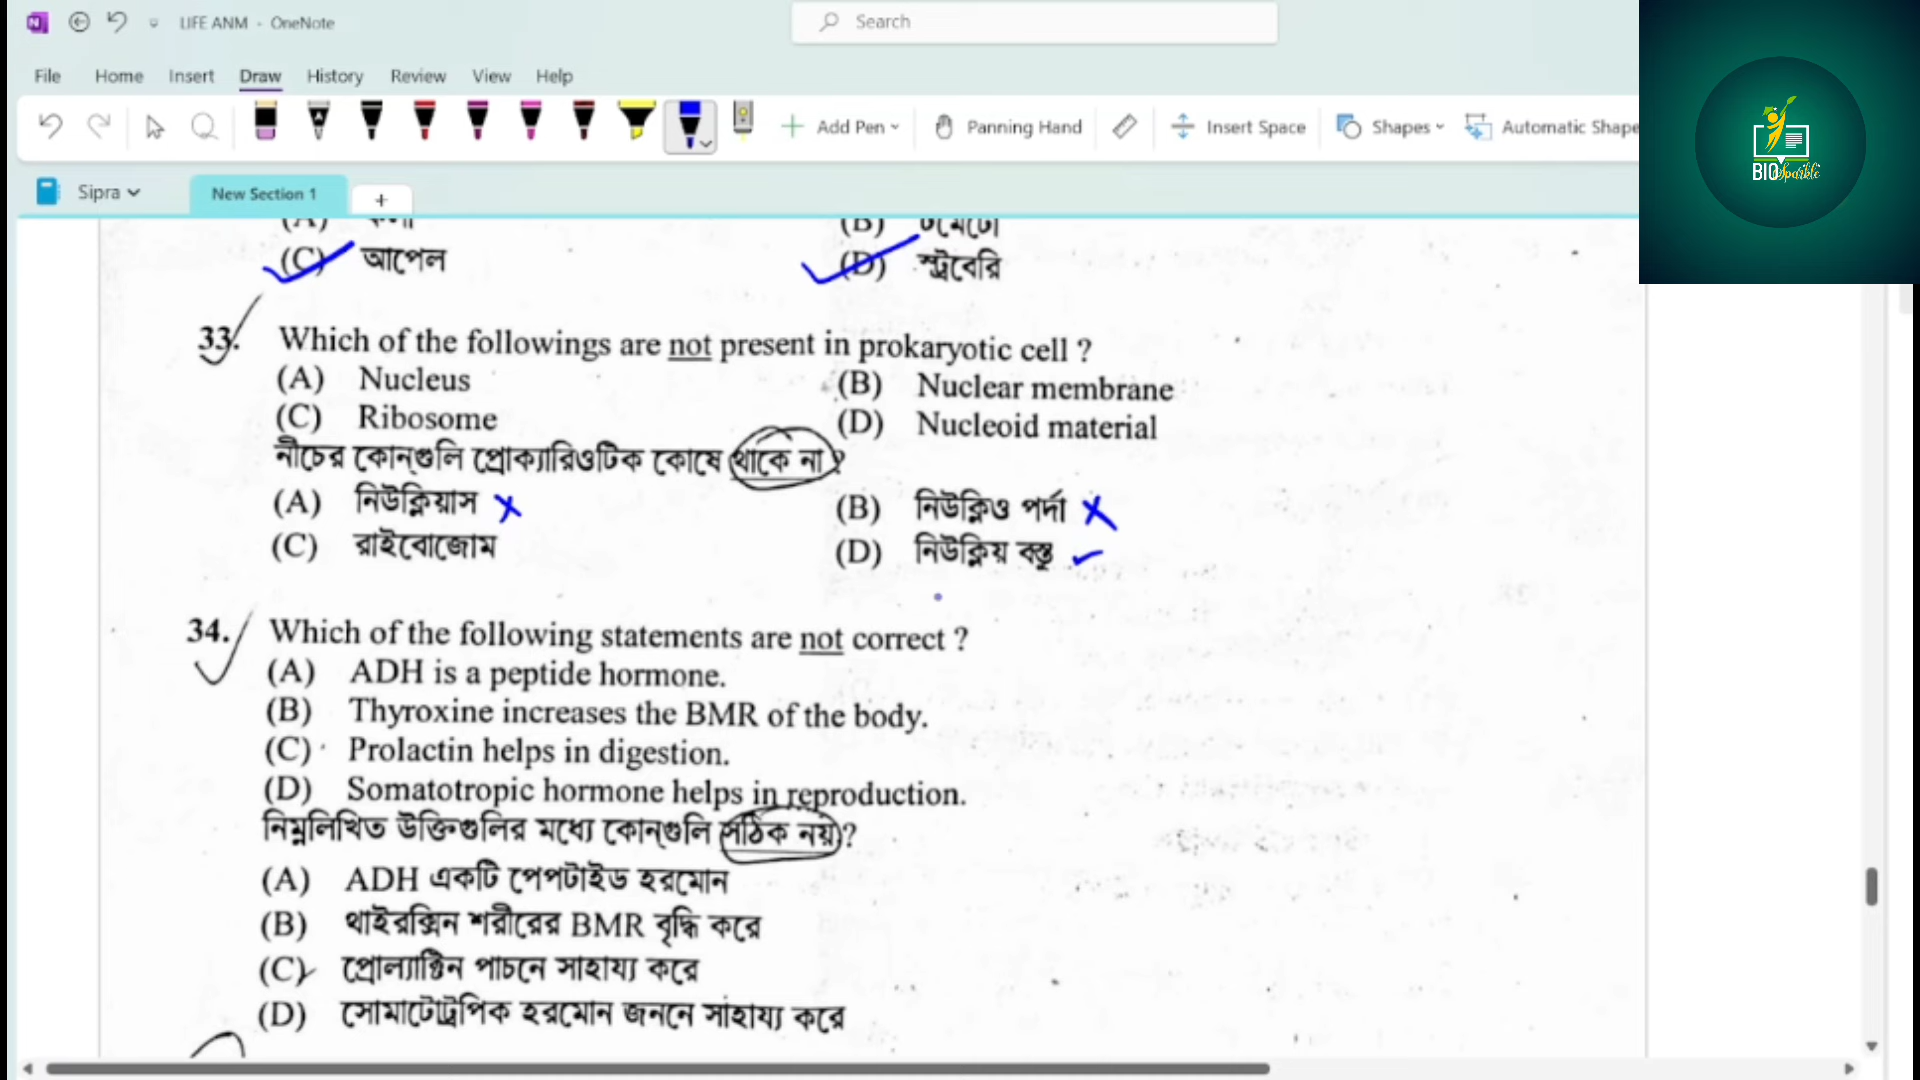 LIFE ANM - OneNote
Search
File Home Insert Draw History Review View Help
Add Pen Panning Hand Insert Space Shapes Automatic Shape
BIO Sparkle
Sipra New Section 1 +
(A) (B) টমেটো
(C) আপেল (D) স্ট্রবেরি
33. Which of the followings are not present in prokaryotic cell ?
(A) Nucleus (B) Nuclear membrane
(C) Ribosome (D) Nucleoid material
নীচের কোন্গুলি প্রোক্যারিওটিক কোষে থাকে না ?
(A) নিউক্লিয়াস (B) নিউক্লিও পর্দা
(C) রাইবোজোম (D) নিউক্লিয় বস্তু
34. Which of the following statements are not correct ?
(A) ADH is a peptide hormone.
(B) Thyroxine increases the BMR of the body.
(C) Prolactin helps in digestion.
(D) Somatotropic hormone helps in reproduction.
নিম্নলিখিত উক্তিগুলির মধ্যে কোন্গুলি সঠিক নয় ?
(A) ADH একটি পেপটাইড হরমোন
(B) থাইরক্সিন শরীরের BMR বৃদ্ধি করে
(C) প্রোল্যাক্টিন পাচনে সাহায্য করে
(D) সোমাটোট্রপিক হরমোন জননে সাহায্য করে